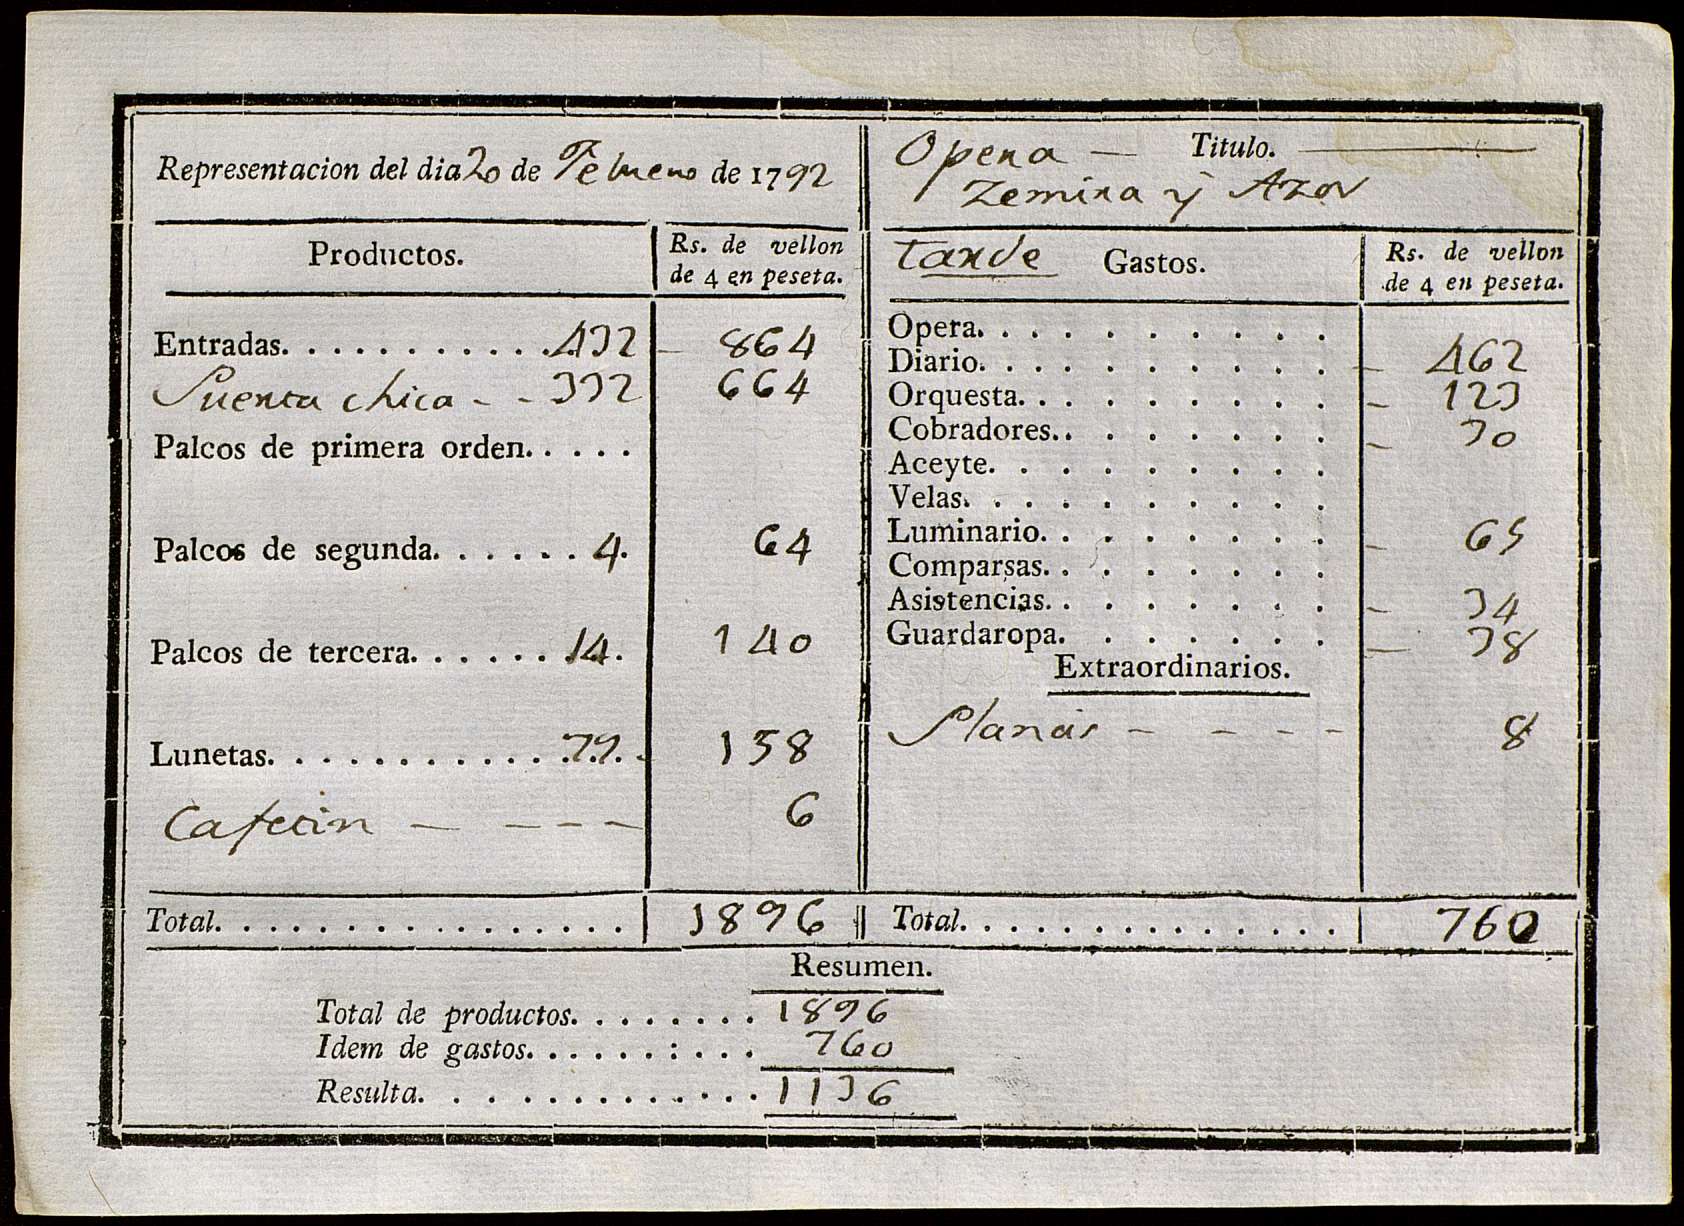 Representacion del dia 20 de Febrero de 1792
Opera — Titulo.
Zemira y Azor
Productos.
Rs. de vellon
de 4 en peseta.
Entradas. . . . . . . . . . . . . 432 — 864
Puerta chica - - 332 664
Palcos de primera orden. . . . .
Palcos de segunda. . . . . . 4. 64
Palcos de tercera. . . . . . 14. 140
Lunetas. . . . . . . . . . . . . 79. 158
Cafetin — - - - 6
Total. . . . . . . . . . . . . . . . . 1896
tarde Gastos.
Rs. de vellon
de 4 en peseta.
Opera. . . . . . . . . .
Diario. . . . . . . . . . — 462
Orquesta. . . . . . . . . — 123
Cobradores. . . . . . . . — 30
Aceyte. . . . . . . . . .
Velas. . . . . . . . . .
Luminario. . . . . . . . — 65
Comparsas. . . . . . . .
Asistencias. . . . . . . . — 34
Guardaropa. . . . . . . — 38
Extraordinarios.
Planas - - - - 8
Total. . . . . . . . . . . . . . . 760
Resumen.
Total de productos. . . . . . . . 1896
Idem de gastos. . . . . . : . . . 760
Resulta. . . . . . . . . . . . . 1136